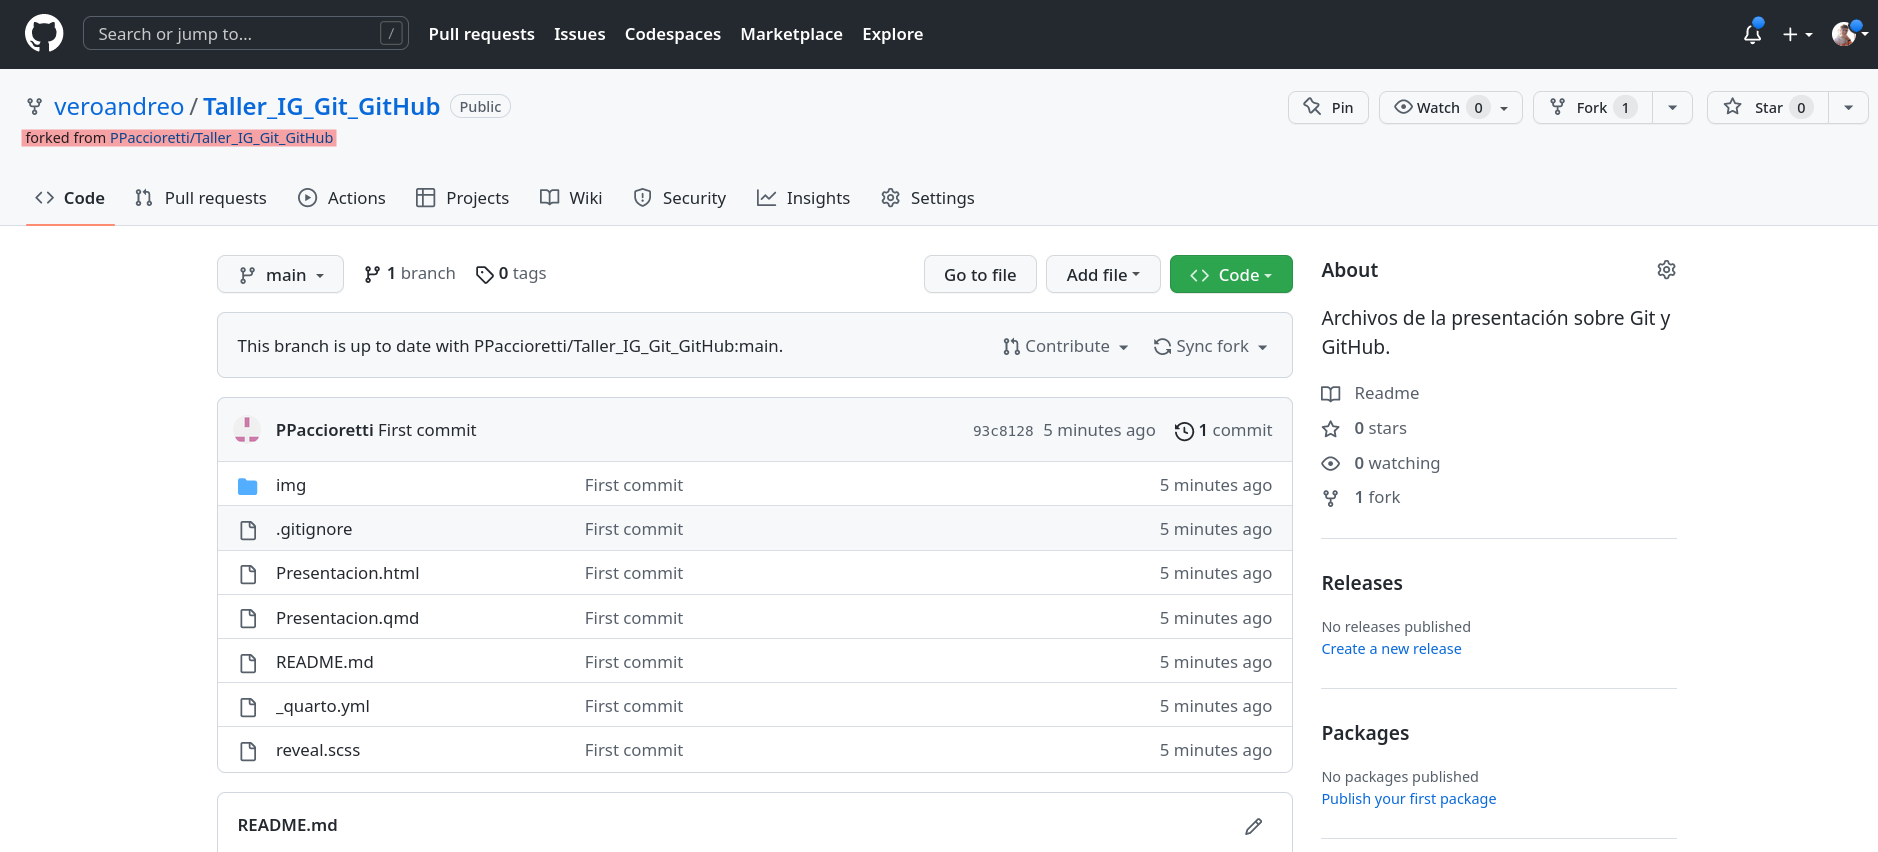 Search or jump to... /
Pull requests Issues Codespaces Marketplace Explore
veroandreo / Taller_IG_Git_GitHub Public
Pin Watch 0 Fork 1 Star 0
forked from PPaccioretti/Taller_IG_Git_GitHub
Code Pull requests Actions Projects Wiki Security Insights Settings
main 1 branch 0 tags
Go to file Add file Code
This branch is up to date with PPaccioretti/Taller_IG_Git_GitHub:main.
Contribute Sync fork
PPaccioretti First commit 93c8128 5 minutes ago 1 commit
img First commit 5 minutes ago
.gitignore First commit 5 minutes ago
Presentacion.html First commit 5 minutes ago
Presentacion.qmd First commit 5 minutes ago
README.md First commit 5 minutes ago
_quarto.yml First commit 5 minutes ago
reveal.scss First commit 5 minutes ago
README.md
About
Archivos de la presentación sobre Git y
GitHub.
Readme
0 stars
0 watching
1 fork
Releases
No releases published
Create a new release
Packages
No packages published
Publish your first package